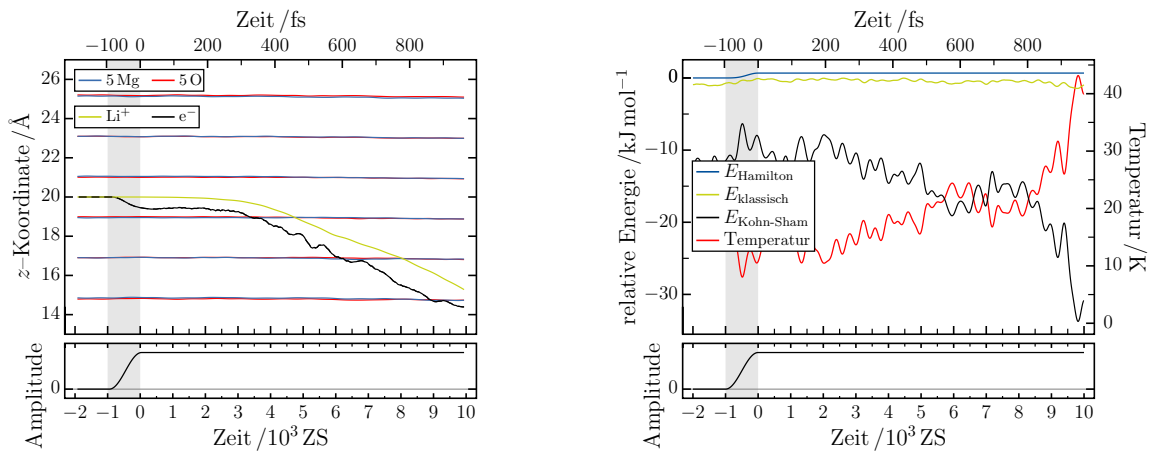 Zeit /fs
−100 0 200 400 600 800
26
24
22
20
18
16
14
z–Koordinate /Å
5 Mg 5 O
Li⁺ e⁻
0
Amplitude
−2 −1 0 1 2 3 4 5 6 7 8 9 10
Zeit /10³ ZS
Zeit /fs
−100 0 200 400 600 800
0
−10
−20
−30
relative Energie /kJ mol⁻¹
E_Hamilton
E_klassisch
E_Kohn-Sham
Temperatur
40
30
20
10
0
Temperatur /K
0
Amplitude
−2 −1 0 1 2 3 4 5 6 7 8 9 10
Zeit /10³ ZS